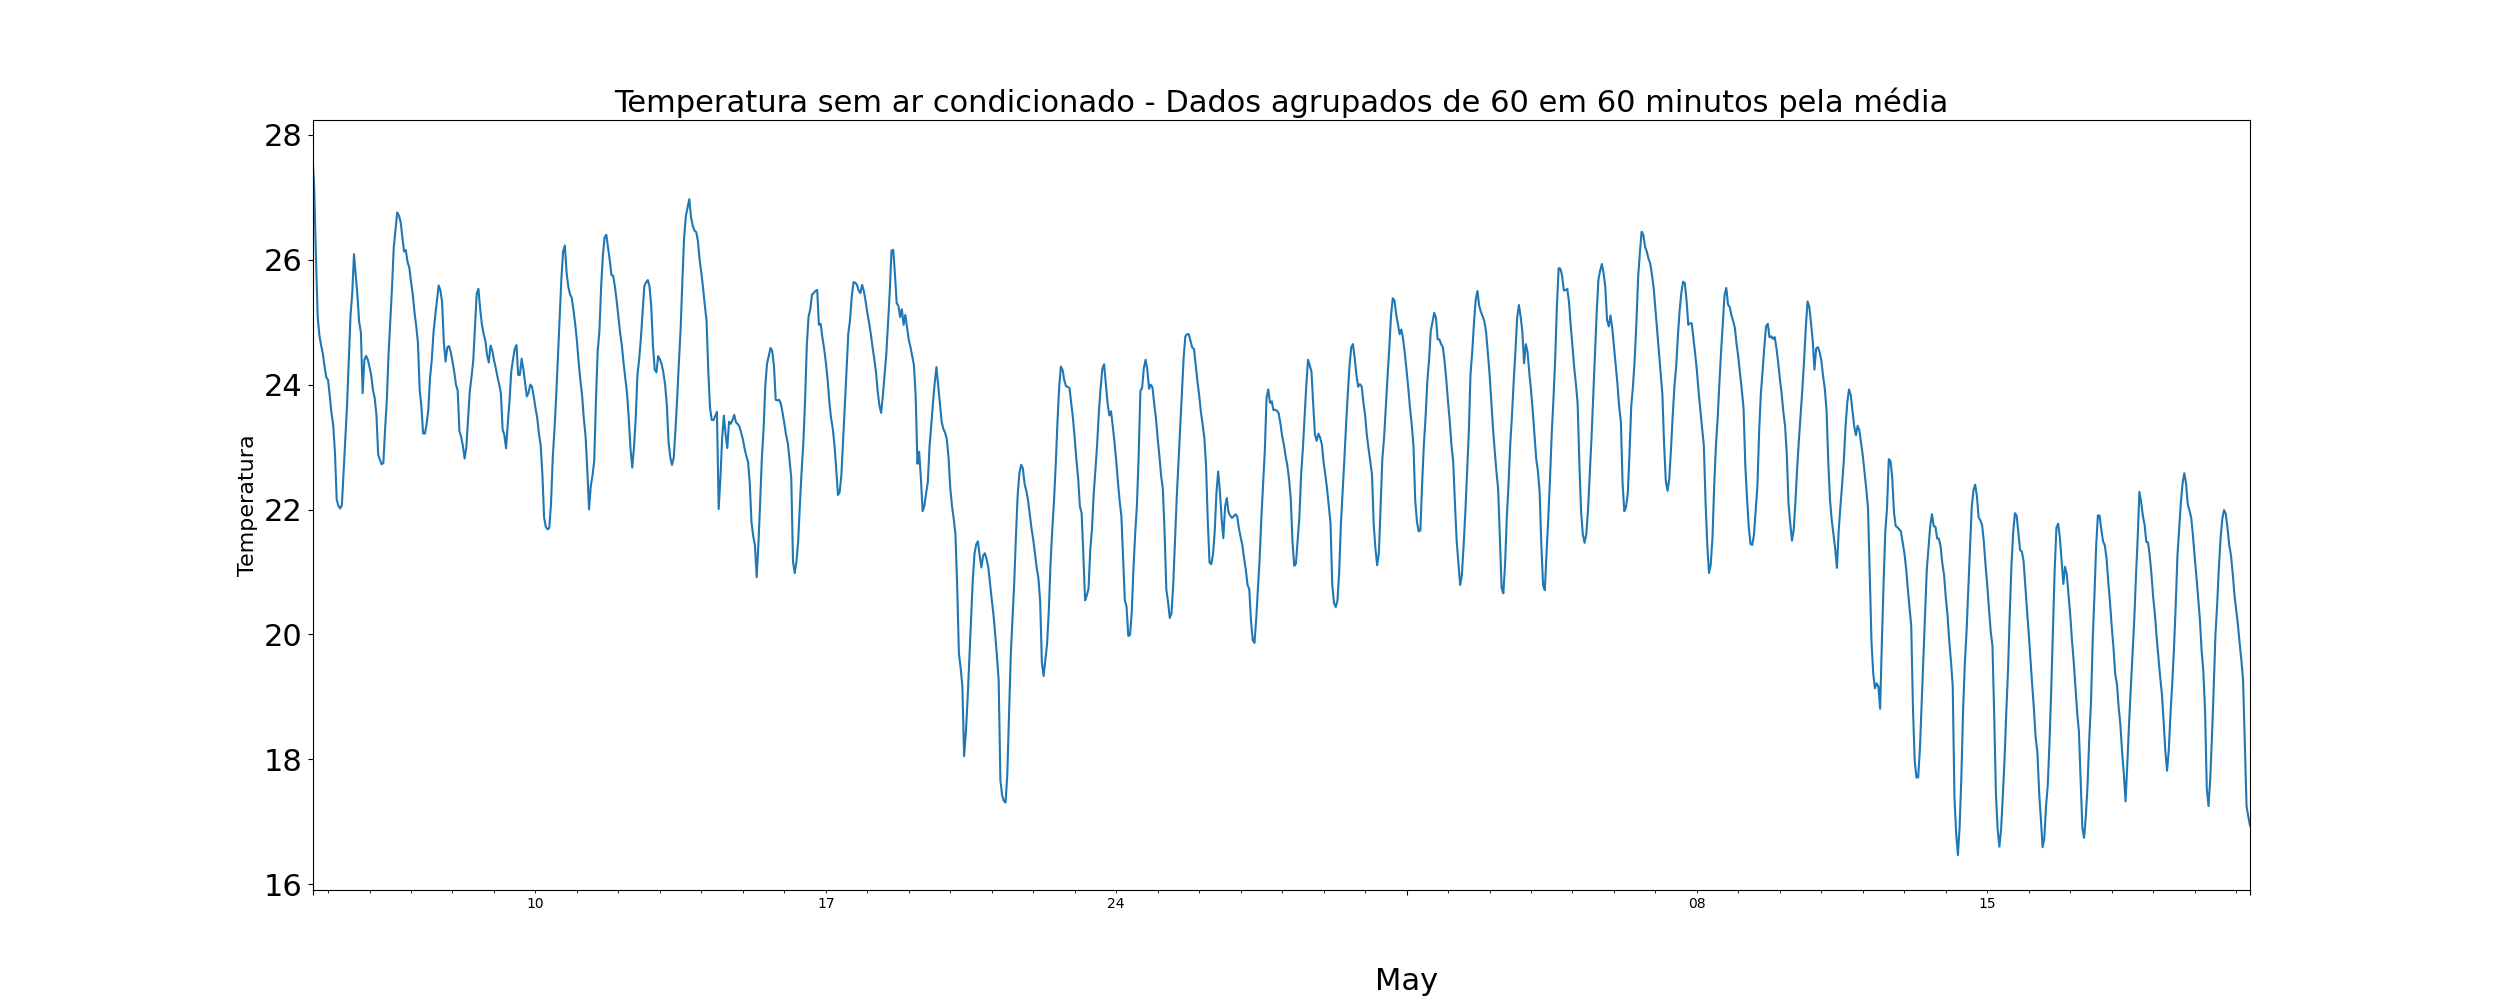 Temperatura sem ar condicionado - Dados agrupados de 60 em 60 minutos pela média
28
26
24
22
20
18
16
Temperatura
10 17 24 08 15
May